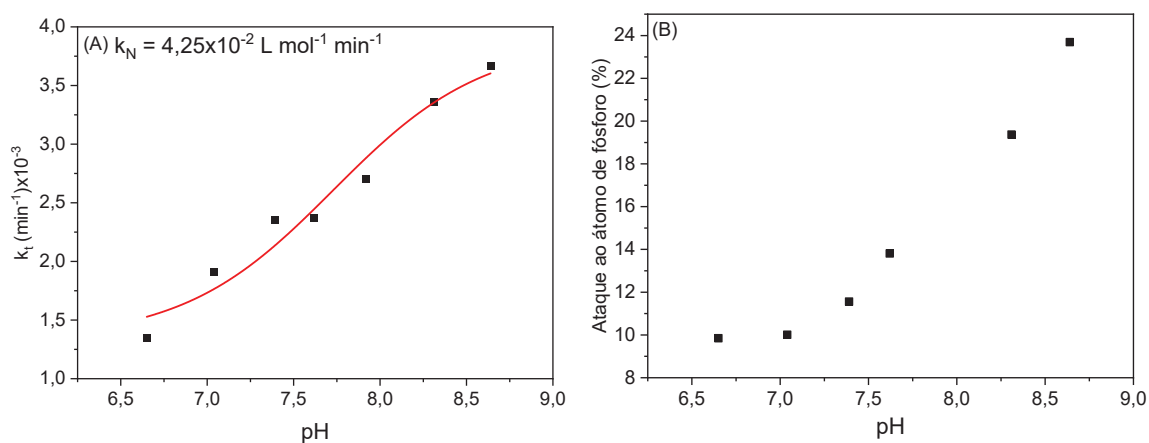 (A) k_N = 4,25x10⁻² L mol⁻¹ min⁻¹
4,0
3,5
3,0
2,5
2,0
1,5
1,0
k_t (min⁻¹)x10⁻³
6,5 7,0 7,5 8,0 8,5 9,0
pH
(B)
24
22
20
18
16
14
12
10
8
Ataque ao átomo de fósforo (%)
6,5 7,0 7,5 8,0 8,5 9,0
pH